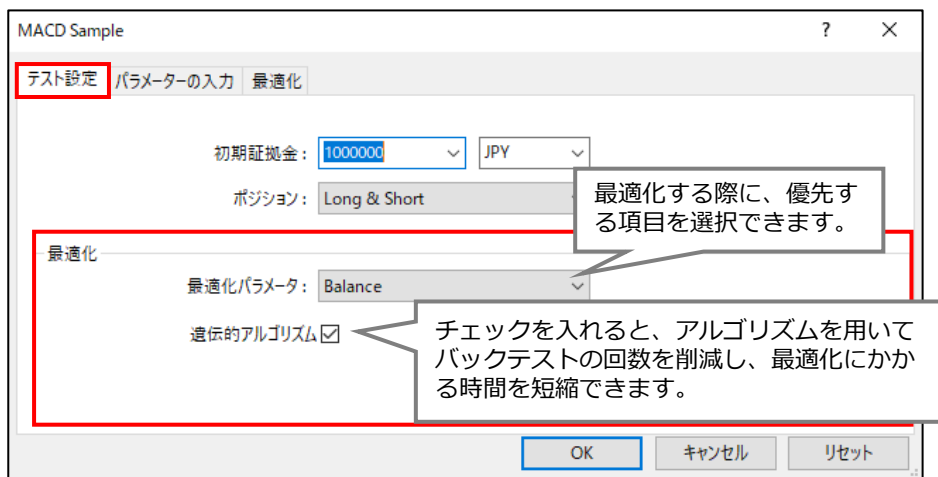 MACD Sample
? ×
テスト設定 パラメーターの入力 最適化
初期証拠金: 1000000 JPY
ポジション: Long & Short
最適化する際に、優先す
る項目を選択できます。
最適化
最適化パラメータ: Balance
遺伝的アルゴリズム
チェックを入れると、アルゴリズムを用いて
バックテストの回数を削減し、最適化にかか
る時間を短縮できます。
OK キャンセル リセット